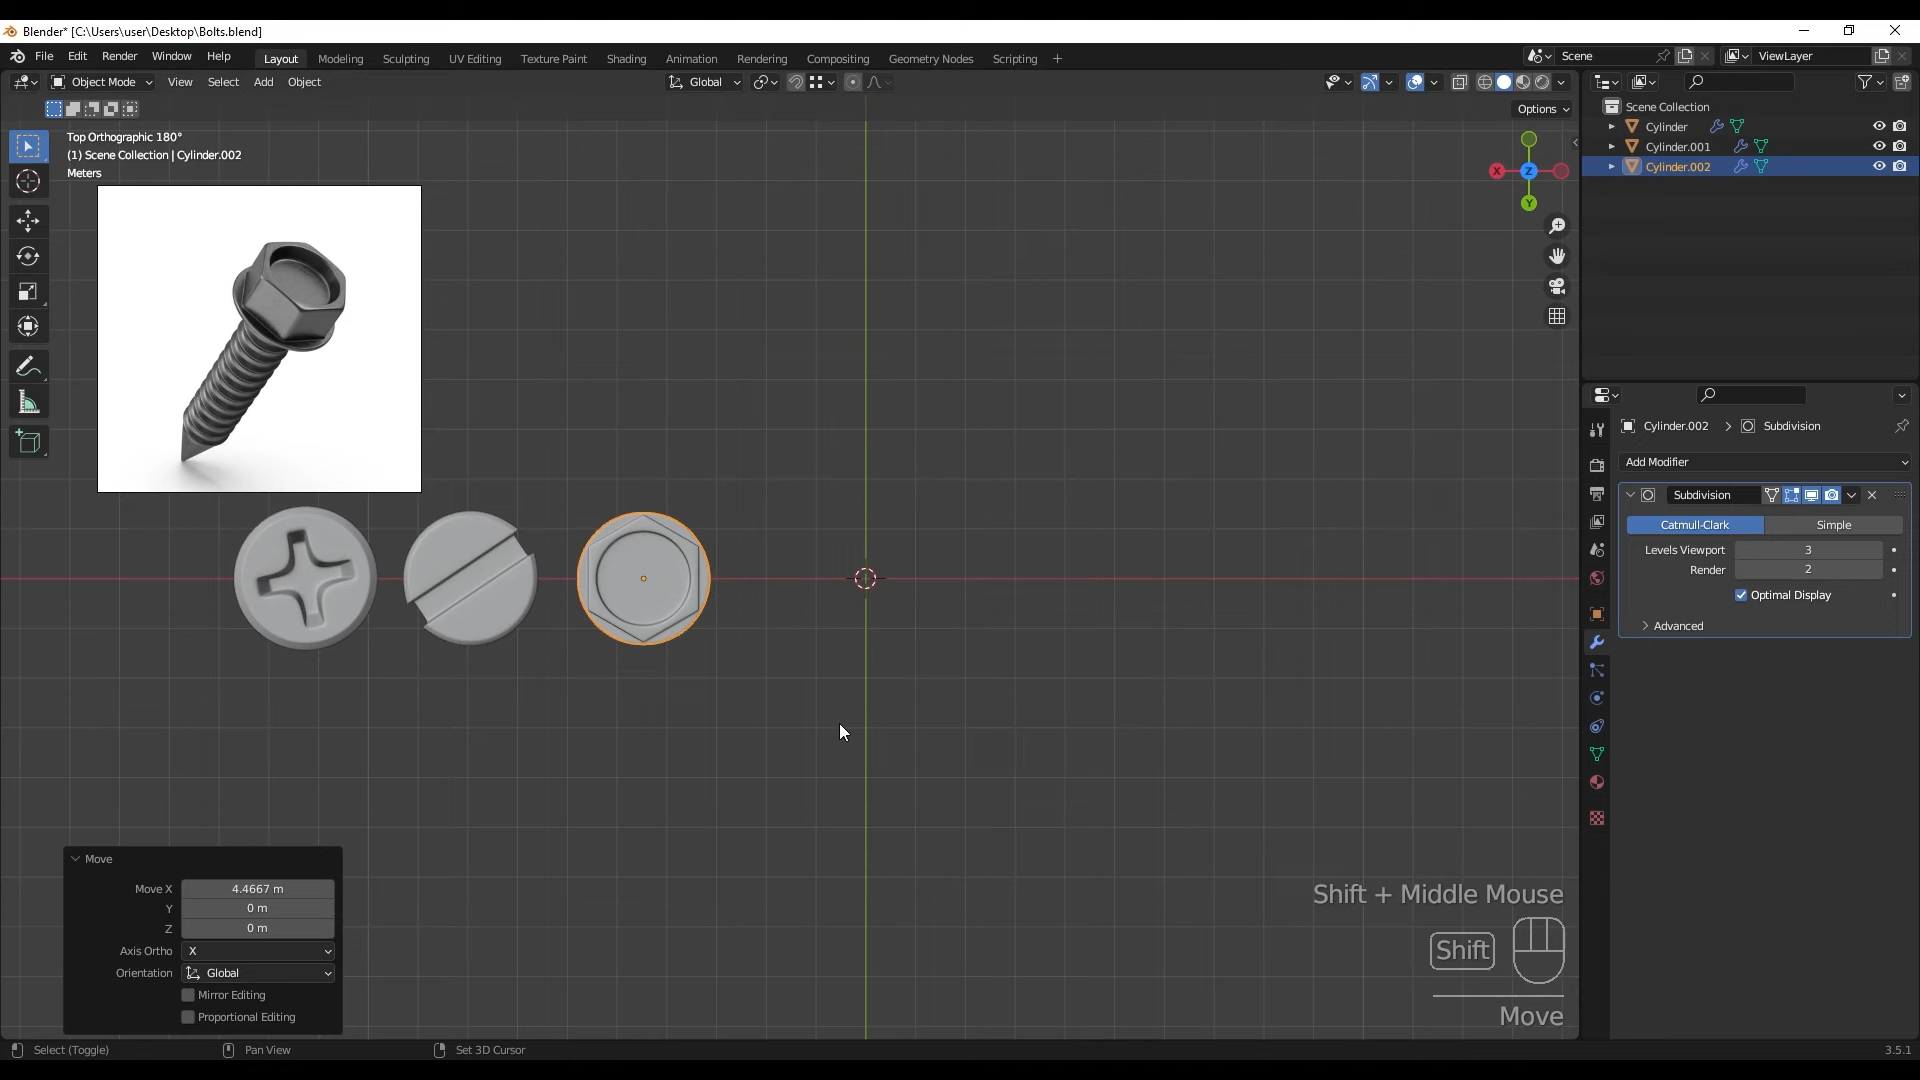 Blender* [C:\Users\user\Desktop\Bolts.blend]
File Edit Render Window Help Layout Modeling Sculpting UV Editing Texture Paint Shading Animation Rendering Compositing Geometry Nodes Scripting + Scene ViewLayer
Object Mode View Select Add Object Global
Options
Top Orthographic 180°
(1) Scene Collection | Cylinder.002
Meters
X
Z
Y
Scene Collection
Cylinder
Cylinder.001
Cylinder.002
Cylinder.002 > Subdivision
Add Modifier
Subdivision
Catmull-Clark Simple
Levels Viewport 3
Render 2
Optimal Display
Advanced
Move
Move X 4.4667 m
Y 0 m
Z 0 m
Axis Ortho X
Orientation Global
Mirror Editing
Proportional Editing
Shift + Middle Mouse
Shift
Move
Select (Toggle) Pan View Set 3D Cursor 3.5.1